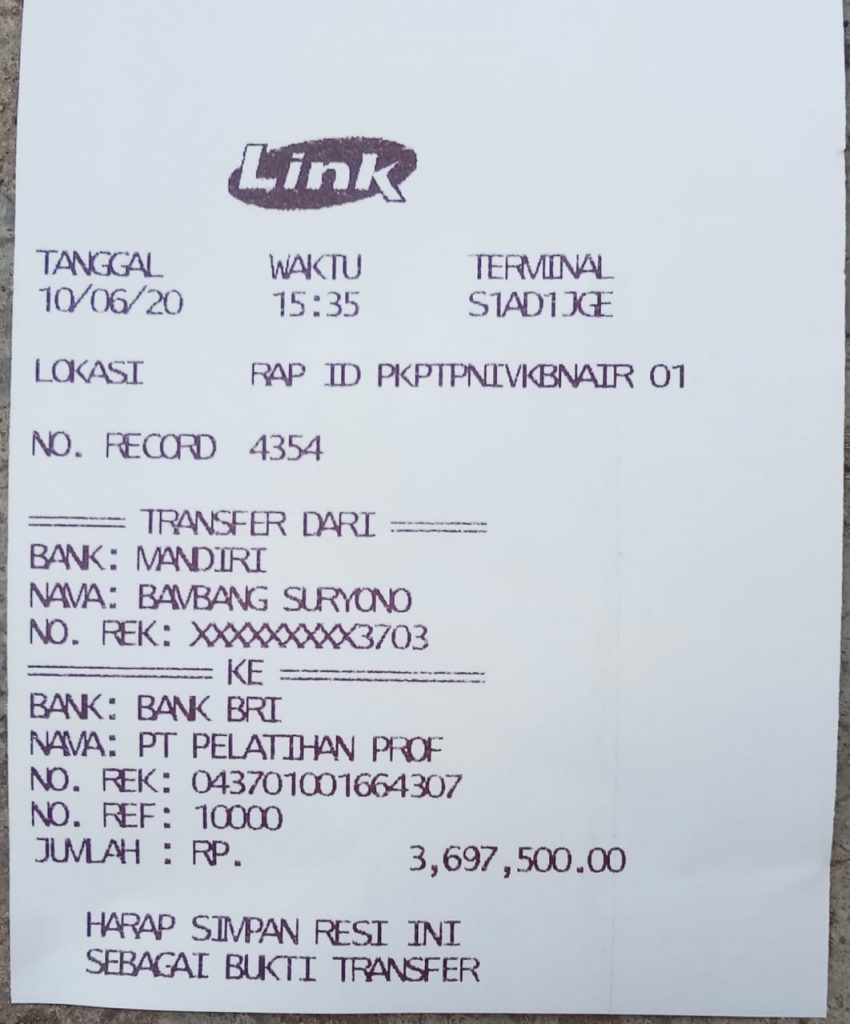 Link
TANGGAL WAKTU TERMINAL
10/06/20 15:35 S1AD1JGE
LOKASI RAP ID PKPTPNIVKBNAIR 01
NO. RECORD 4354
====== TRANSFER DARI ======
BANK: MANDIRI
NAMA: BAMBANG SURYONO
NO. REK: XXXXXXXXX3703
=========== KE ============
BANK: BANK BRI
NAMA: PT PELATIHAN PROF
NO. REK: 043701001664307
NO. REF: 10000
JUMLAH : RP. 3,697,500.00
HARAP SIMPAN RESI INI
SEBAGAI BUKTI TRANSFER